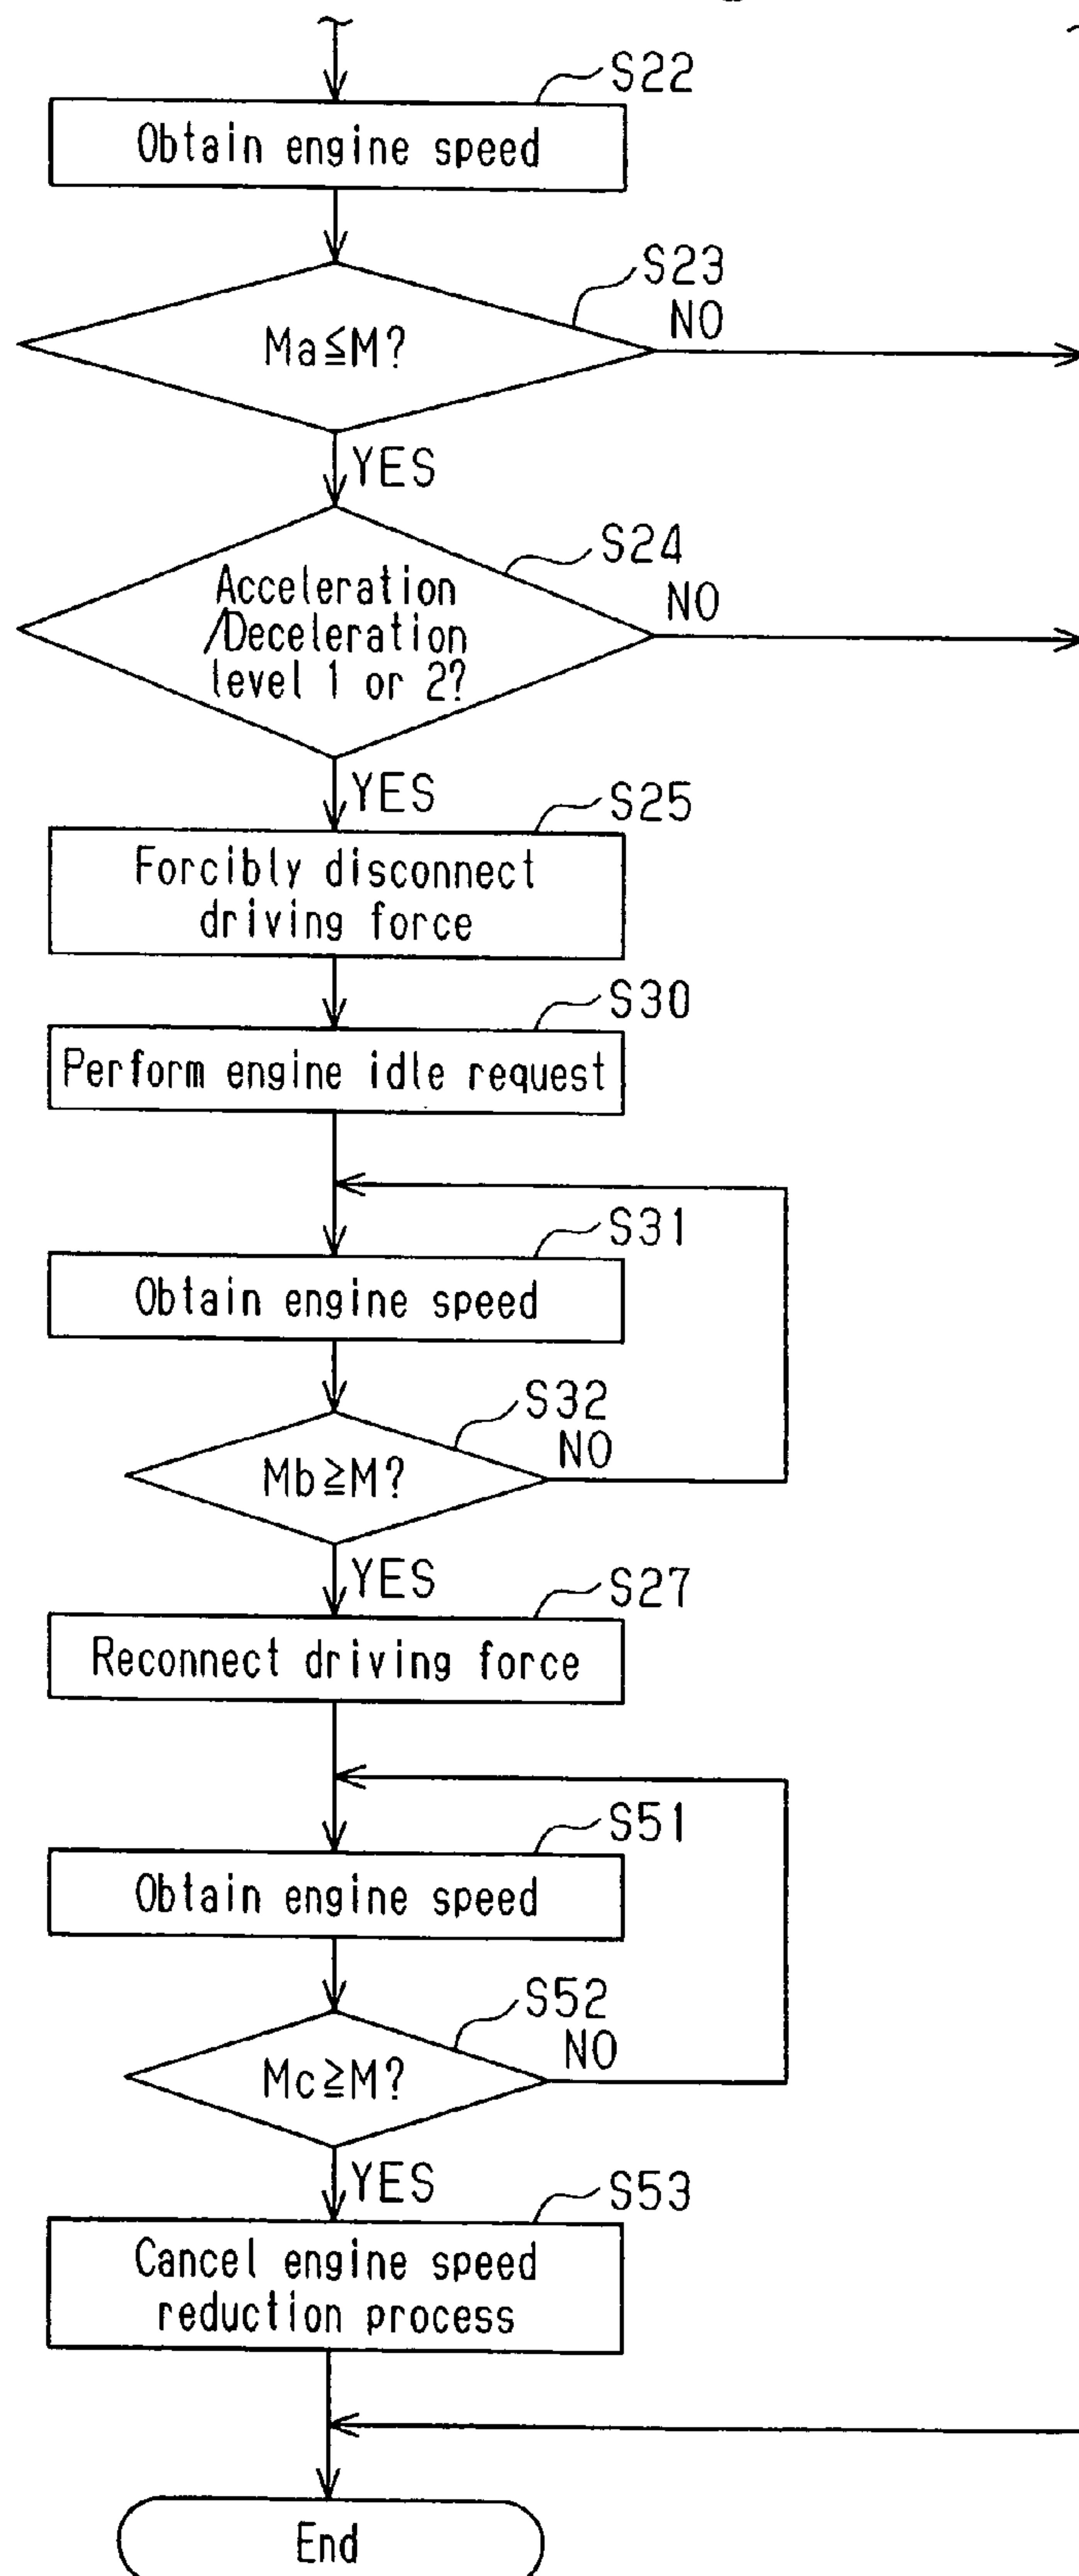 S22
Obtain engine speed
S23
Ma≦M?
NO
YES
S24
Acceleration
/Deceleration
level 1 or 2?
NO
YES
S25
Forcibly disconnect
driving force
S30
Perform engine idle request
S31
Obtain engine speed
S32
Mb≧M?
NO
YES
S27
Reconnect driving force
S51
Obtain engine speed
S52
Mc≧M?
NO
YES
S53
Cancel engine speed
reduction process
End